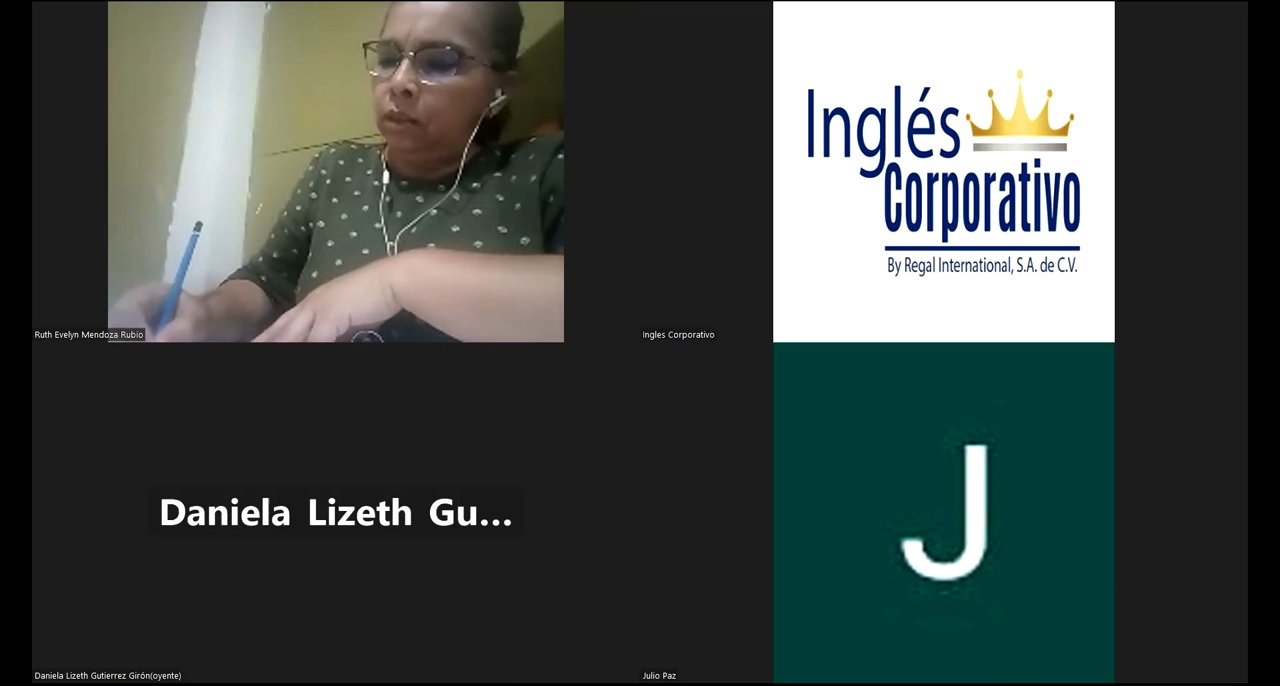 Inglés
Corporativo
By Regal International, S.A. de C.V.
Ruth Evelyn Mendoza Rubio
Ingles Corporativo
Daniela Lizeth Gu...
J
Daniela Lizeth Gutierrez Girón(oyente)
Julio Paz